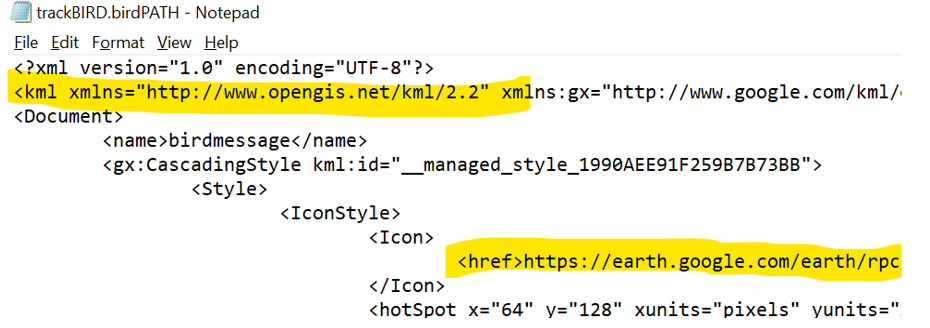 trackBIRD.birdPATH - Notepad
File Edit Format View Help
<?xml version="1.0" encoding="UTF-8"?>
<kml xmlns="http://www.opengis.net/kml/2.2" xmlns:gx="http://www.google.com/kml/
<Document>
<name>birdmessage</name>
<gx:CascadingStyle kml:id="__managed_style_1990AEE91F259B7B73BB">
<Style>
<IconStyle>
<Icon>
<href>https://earth.google.com/earth/rpc/
</Icon>
<hotSpot x="64" y="128" xunits="pixels" yunits="